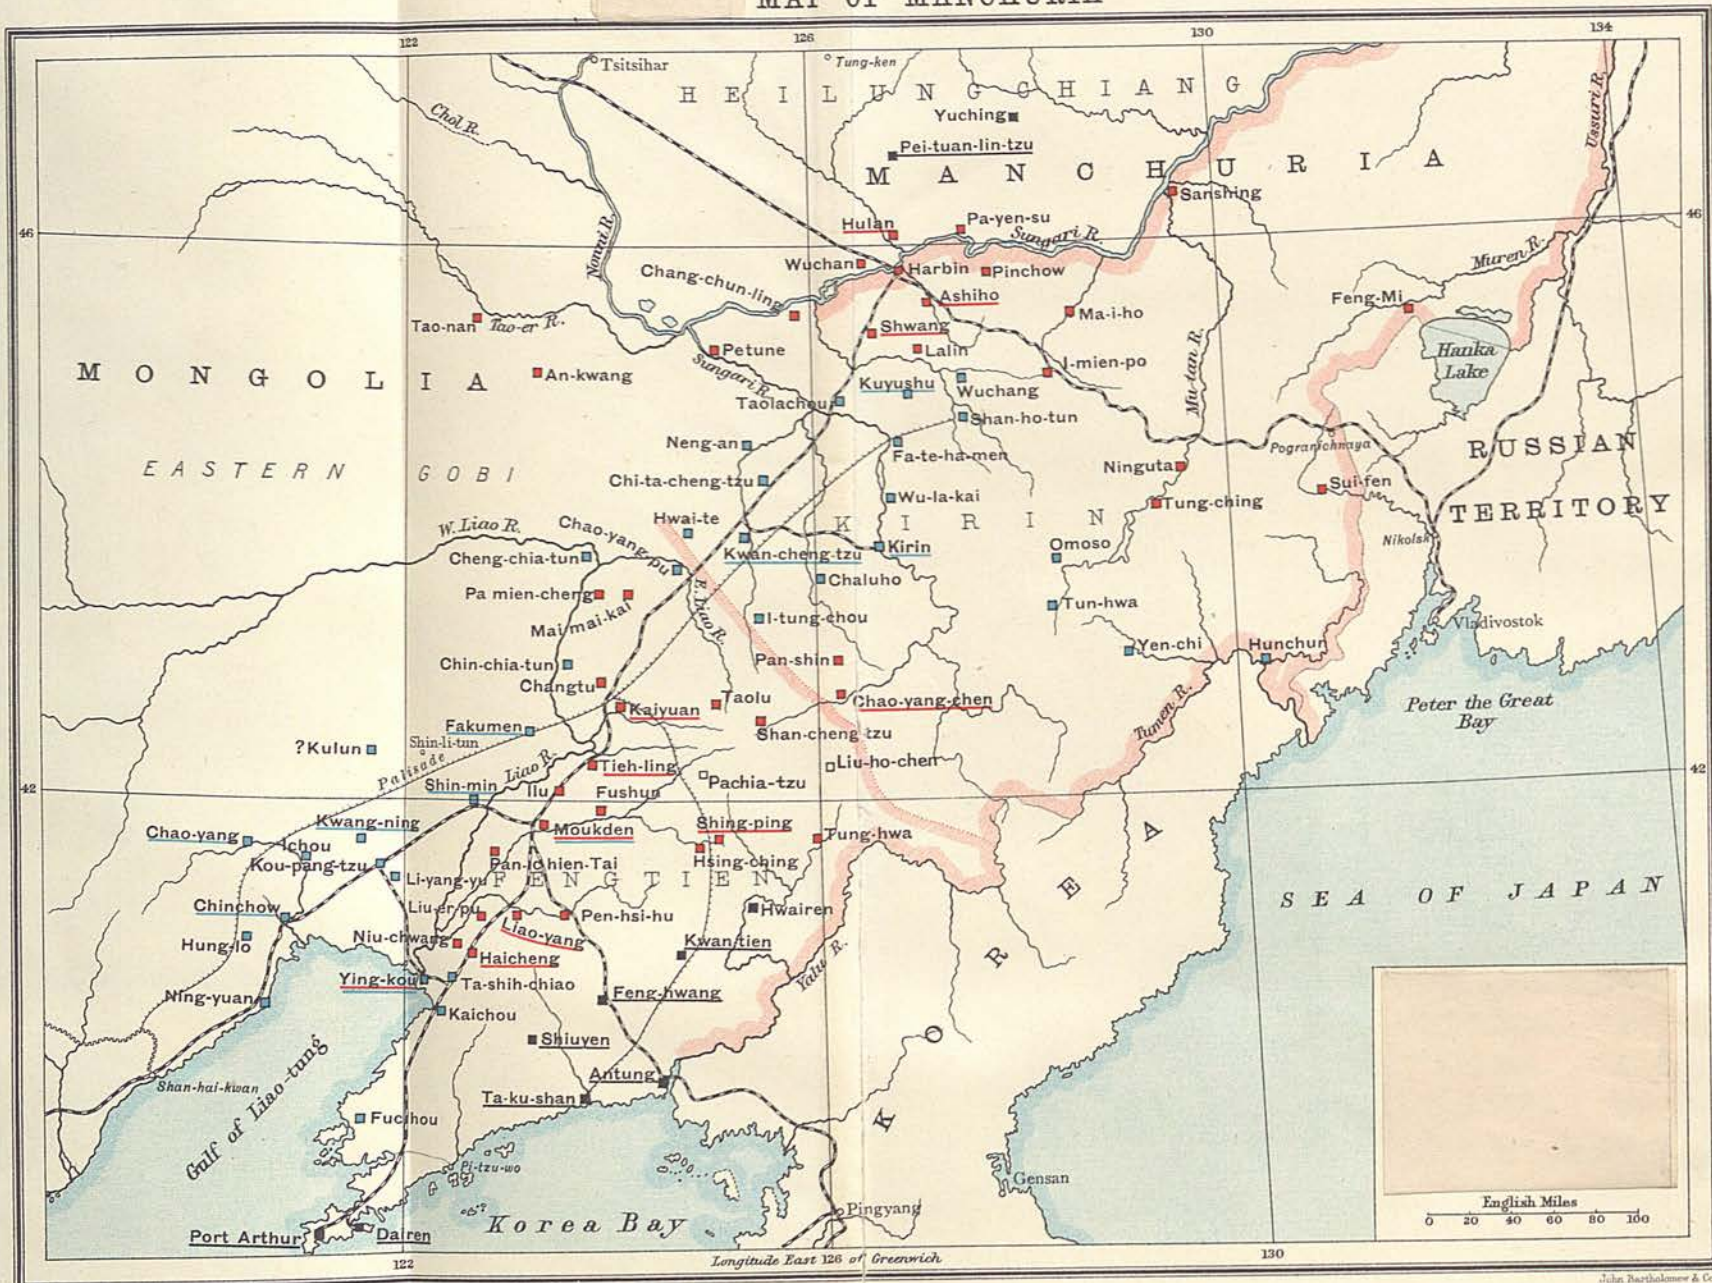 MAP OF MANCHURIA
122
126
130
134
Tsitsihar
Tung-ken
HEILUNGCHIANG
Chol R.
Yuching
Ussuri R.
Pei-tuan-lin-tzu
MANCHURIA
Sanshing
46
46
Nonni R.
Hulan
Pa-yen-su
Sungari R.
Muren R.
Wuchan
Harbin
Pinchow
Chang-chun-ling
Ashiho
Feng-Mi
Tao-nan
Tao-er R.
Shwang
Ma-i-ho
Petune
Lalin
Hanka
Lake
MONGOLIA
An-kwang
Sungari R.
I-mien-po
Mu-tan R.
Kuyushu
Wuchang
Taolachou
Shan-ho-tun
Neng-an
Fa-te-ha-men
Pogranichnaya
RUSSIAN
TERRITORY
EASTERN GOBI
Chi-ta-cheng-tzu
Ninguta
Sui-fen
Wu-la-kai
Tung-ching
W. Liao R.
Chao-yang-pu
Hwai-te
KIRIN
Cheng-chia-tun
Kwan-cheng-tzu
Kirin
Omoso
Nikolsk
Chaluho
Pa mien-cheng
E. Liao R.
Tun-hwa
Mai-mai-kai
I-tung-chou
Vladivostok
Yen-chi
Hunchun
Chin-chia-tun
Pan-shin
Changtu
Taolu
Chao-yang-chen
Tumen R.
Peter the Great
Bay
Kaiyuan
Fakumen
Shan-cheng tzu
?Kulun
Shin-li-tun
Palisade
Liao R.
Tieh-ling
Pachia-tzu
Liu-ho-chen
42
42
Shin-min
Ilu
Fushun
Chao-yang
Kwang-ning
Moukden
Shing-ping
Tung-hwa
Ichou
Kou-pang-tzu
Hsing-ching
Li-yang-yu
FENGTIEN
Chinchow
Liu-er-pu
Pen-hsi-hu
Hwairen
Liao-yang
Hung-lo
Niu-chwang
Haicheng
Kwan-tien
SEA OF JAPAN
Ying-kou
Ta-shih-chiao
Yalu R.
KOREA
Ning-yuan
Kaichou
Feng-hwang
Shiuyen
Gulf of Liao-tung
Shan-hai-kwan
Antung
Ta-ku-shan
Fuchou
Pi-tzu-wo
Gensan
Korea Bay
Pingyang
Port Arthur
Dairen
English Miles
0 20 40 60 80 100
122
Longitude East 126 of Greenwich
130
John Bartholomew & Co